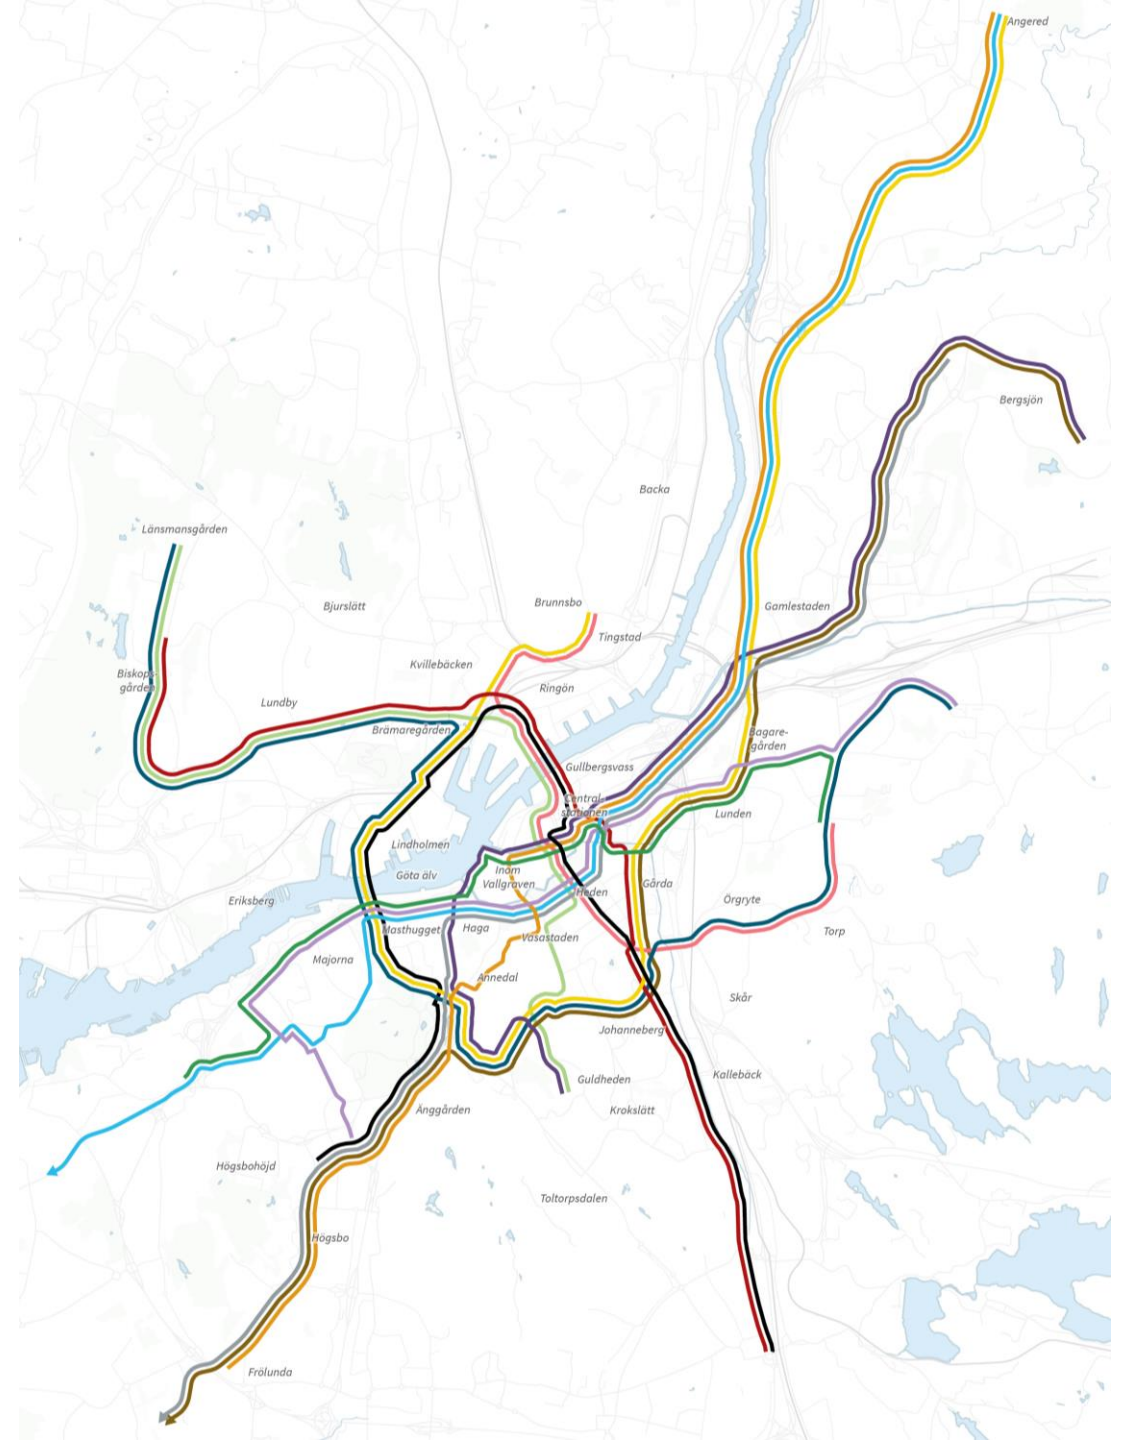 Angered
Bergsjön
Backa
Länsmansgården
Bjurslätt
Brunnsbo
Gamlestaden
Tingstad
Kvillebäcken
Biskops-
gården
Ringön
Lundby
Brämaregården
Bagare-
gården
Gullbergsvass
Central-
stationen
Lunden
Lindholmen
Göta älv
Inom
Vallgraven
Gårda
Heden
Eriksberg
Örgryte
Masthugget
Haga
Vasastaden
Torp
Majorna
Annedal
Skår
Johanneberg
Guldheden
Kallebäck
Änggården
Krokslätt
Högsbohöjd
Toltorpsdalen
Högsbo
Frölunda